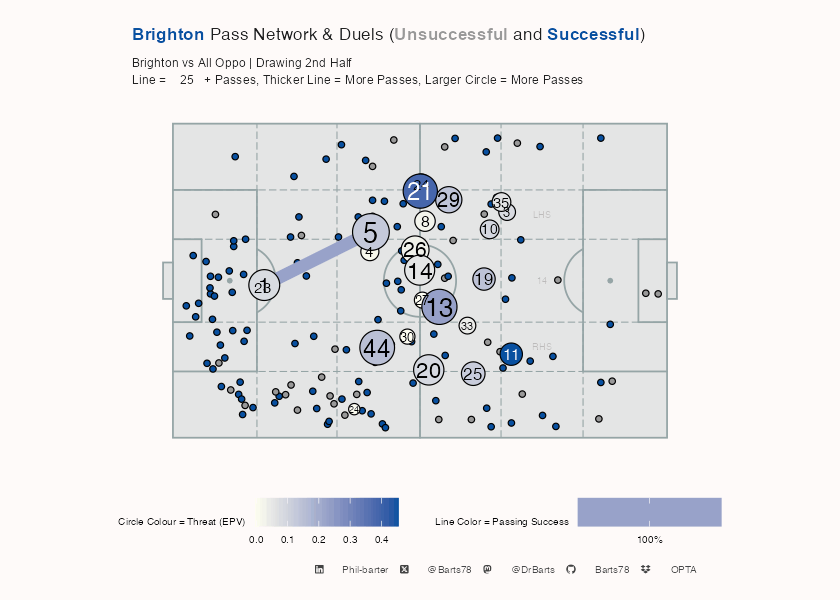 Brighton Pass Network & Duels (Unsuccessful and Successful)
Brighton vs All Oppo | Drawing 2nd Half
Line = 25 + Passes, Thicker Line = More Passes, Larger Circle = More Passes
21
29
35
3
8
10
LHS
5
4
26
14
19
14
1
23
27
13
33
30
44
11
RHS
20
25
24
Circle Colour = Threat (EPV)
0.0 0.1 0.2 0.3 0.4
Line Color = Passing Success
100%
Phil-barter @Barts78 @DrBarts Barts78 OPTA